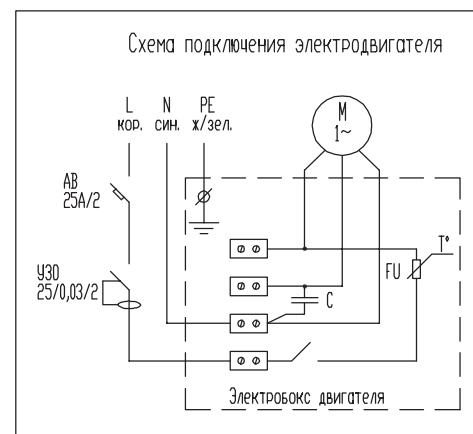 Схема подключения электродвигателя
L N PE
кор. син. ж/зел.
М
1~
АВ
25А/2
УЗО
25/0,03/2
Т°
FU
С
Электробокс двигателя